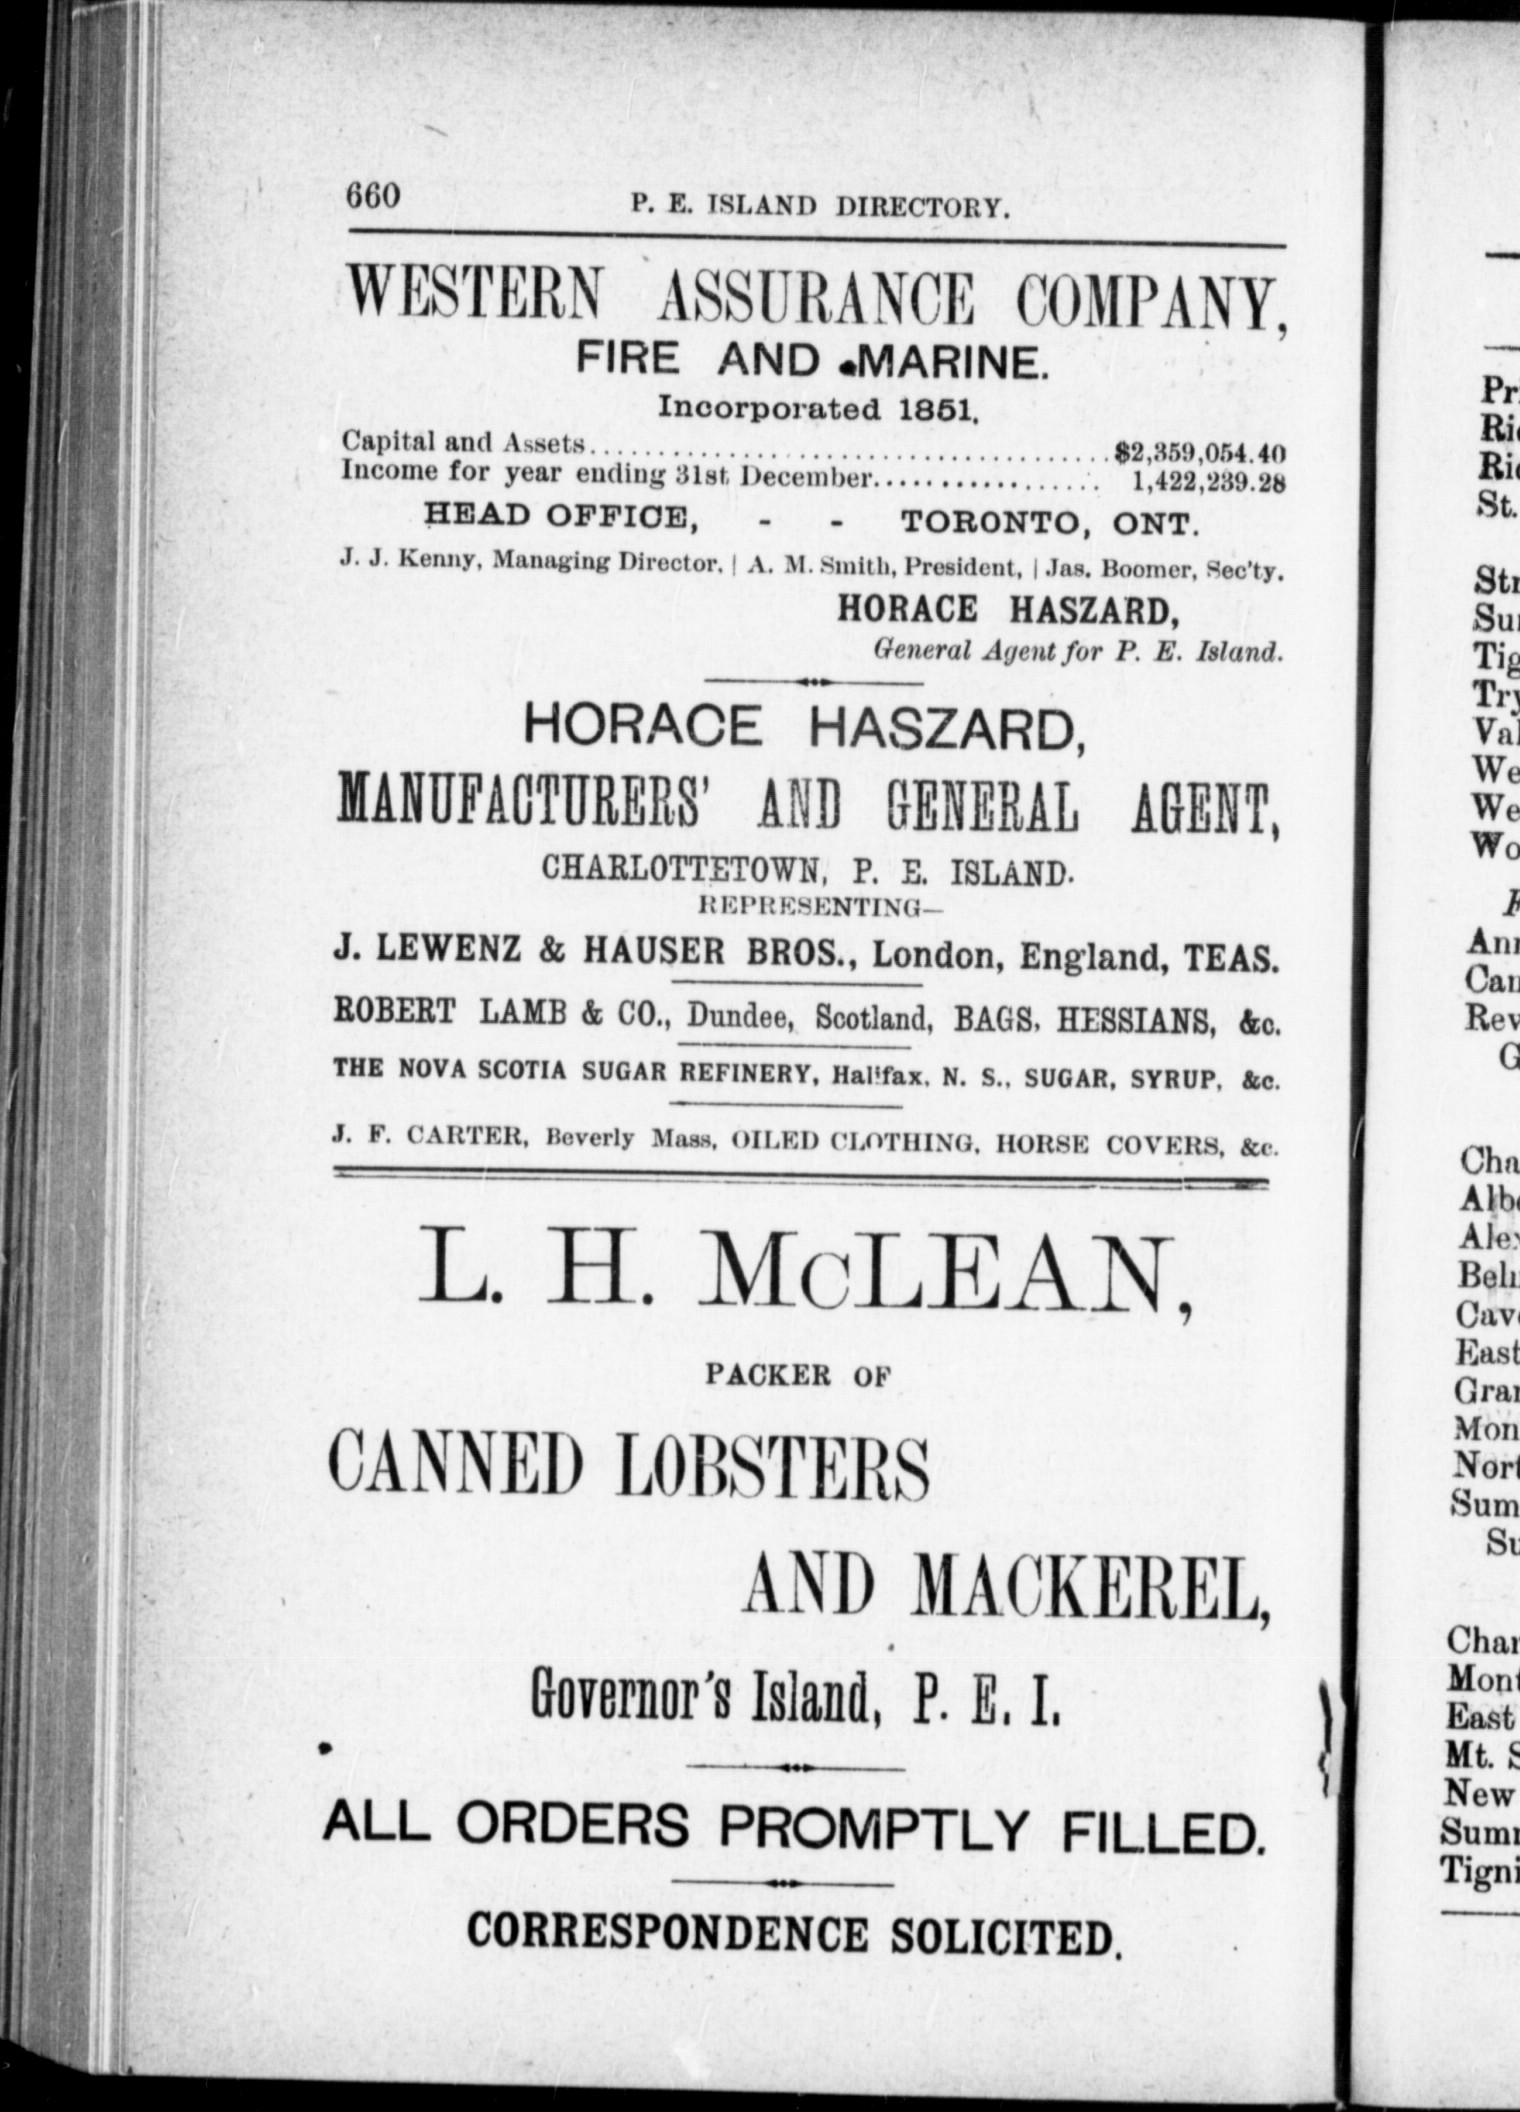 660
P. E. ISLAND DIRECTORY.
WESTERN ASSURANCE COMPANY,
FIRE AND MARINE.
Incorporated 1851.
Capital and Assets........................................$2,359,054.40
Income for year ending 31st December.................. 1,422,239.28
HEAD OFFICE, - - TORONTO, ONT.
J. J. Kenny, Managing Director, | A. M. Smith, President, | Jas. Boomer, Sec'ty.
HORACE HASZARD,
General Agent for P. E. Island.
HORACE HASZARD,
MANUFACTURERS' AND GENERAL AGENT,
CHARLOTTETOWN, P. E. ISLAND.
REPRESENTING—
J. LEWENZ & HAUSER BROS., London, England, TEAS.
ROBERT LAMB & CO., Dundee, Scotland, BAGS, HESSIANS, &c.
THE NOVA SCOTIA SUGAR REFINERY, Halifax, N. S., SUGAR, SYRUP, &c.
J. F. CARTER, Beverly Mass, OILED CLOTHING, HORSE COVERS, &c.
L. H. McLEAN,
PACKER OF
CANNED LOBSTERS
AND MACKEREL,
Governor's Island, P. E. I.
ALL ORDERS PROMPTLY FILLED.
CORRESPONDENCE SOLICITED.
St.
East
Mt.
New